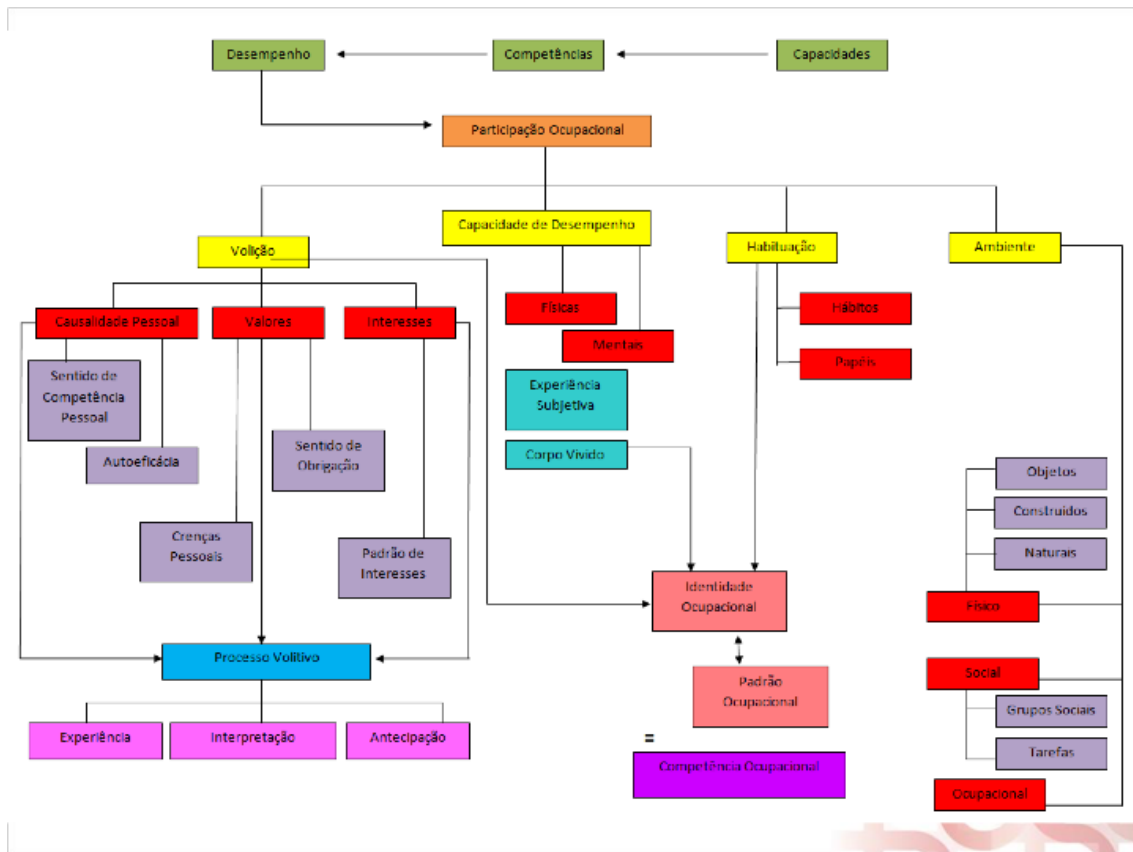 Desempenho
Competências
Capacidades
Participação Ocupacional
Capacidade de Desempenho
Volição
Habituação
Ambiente
Físicas
Mentais
Hábitos
Papéis
Causalidade Pessoal
Valores
Interesses
Sentido de
Competência
Pessoal
Autoeficácia
Sentido de
Obrigação
Crenças
Pessoais
Padrão de
Interesses
Experiência
Subjetiva
Corpo Vivido
Objetos
Construídos
Naturais
Físico
Identidade
Ocupacional
Processo Volitivo
Padrão
Ocupacional
Social
Grupos Sociais
Tarefas
Experiência
Interpretação
Antecipação
=
Competência Ocupacional
Ocupacional